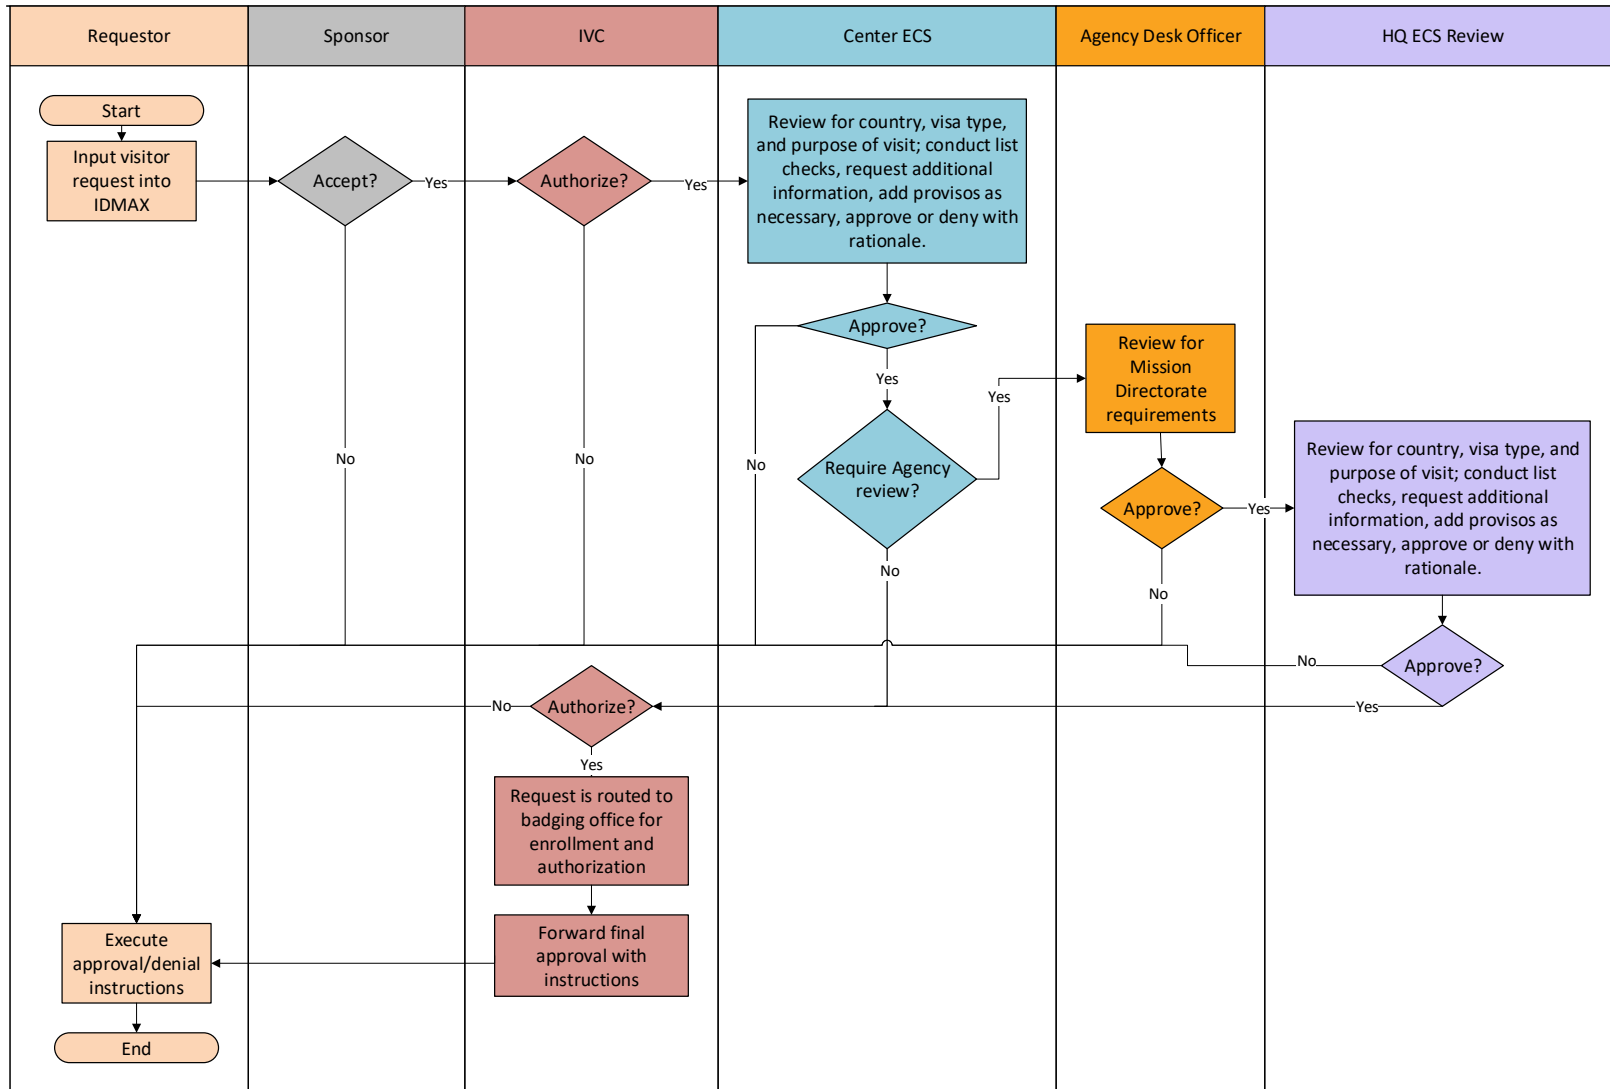 Requestor
Sponsor
IVC
Center ECS
Agency Desk Officer
HQ ECS Review
Start
Input visitor
request into
IDMAX
Accept?
Yes
No
Authorize?
Yes
No
Review for country, visa type,
and purpose of visit; conduct list
checks, request additional
information, add provisos as
necessary, approve or deny with
rationale.
Approve?
Yes
No
Require Agency
review?
Yes
No
Review for
Mission
Directorate
requirements
Approve?
Yes
No
Review for country, visa type, and
purpose of visit; conduct list
checks, request additional
information, add provisos as
necessary, approve or deny with
rationale.
Approve?
No
Yes
Authorize?
No
Yes
Request is routed to
badging office for
enrollment and
authorization
Forward final
approval with
instructions
Execute
approval/denial
instructions
End